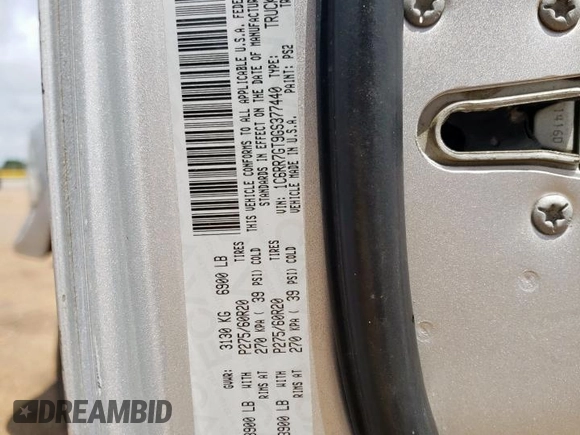 GVWR: 3130 KG 6900 LB
3900 LB WITH P275/60R20 TIRES
RIMS AT 270 KPA ( 39 PSI) COLD
3900 LB WITH P275/60R20 TIRES
RIMS AT 270 KPA ( 39 PSI) COLD
THIS VEHICLE CONFORMS TO ALL APPLICABLE U.S.A. FEDE
STANDARDS IN EFFECT ON THE DATE OF MANUFACTUR
VIN: 1C6RR7GT9GS377440 TYPE: TRUCK
VEHICLE MADE IN U.S.A. PAINT: PS2
DREAMBID